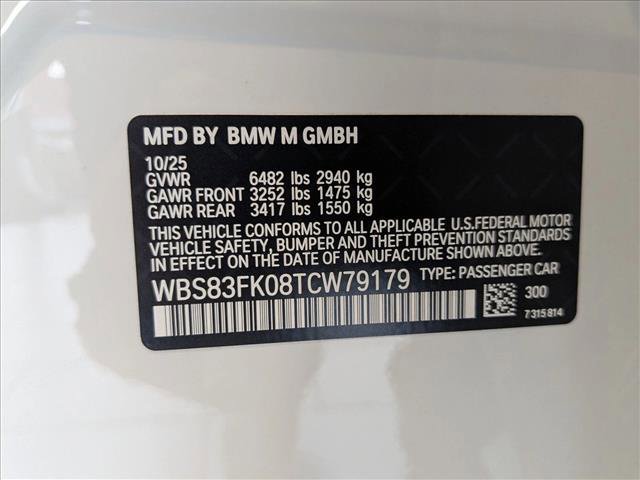 MFD BY BMW M GMBH
10/25
GVWR 6482 lbs 2940 kg
GAWR FRONT 3252 lbs 1475 kg
GAWR REAR 3417 lbs 1550 kg
THIS VEHICLE CONFORMS TO ALL APPLICABLE U.S.FEDERAL MOTOR
VEHICLE SAFETY, BUMPER AND THEFT PREVENTION STANDARDS
IN EFFECT ON THE DATE OF MANUFACTURE SHOWN ABOVE.
WBS83FK08TCW79179 TYPE: PASSENGER CAR
300
7315814